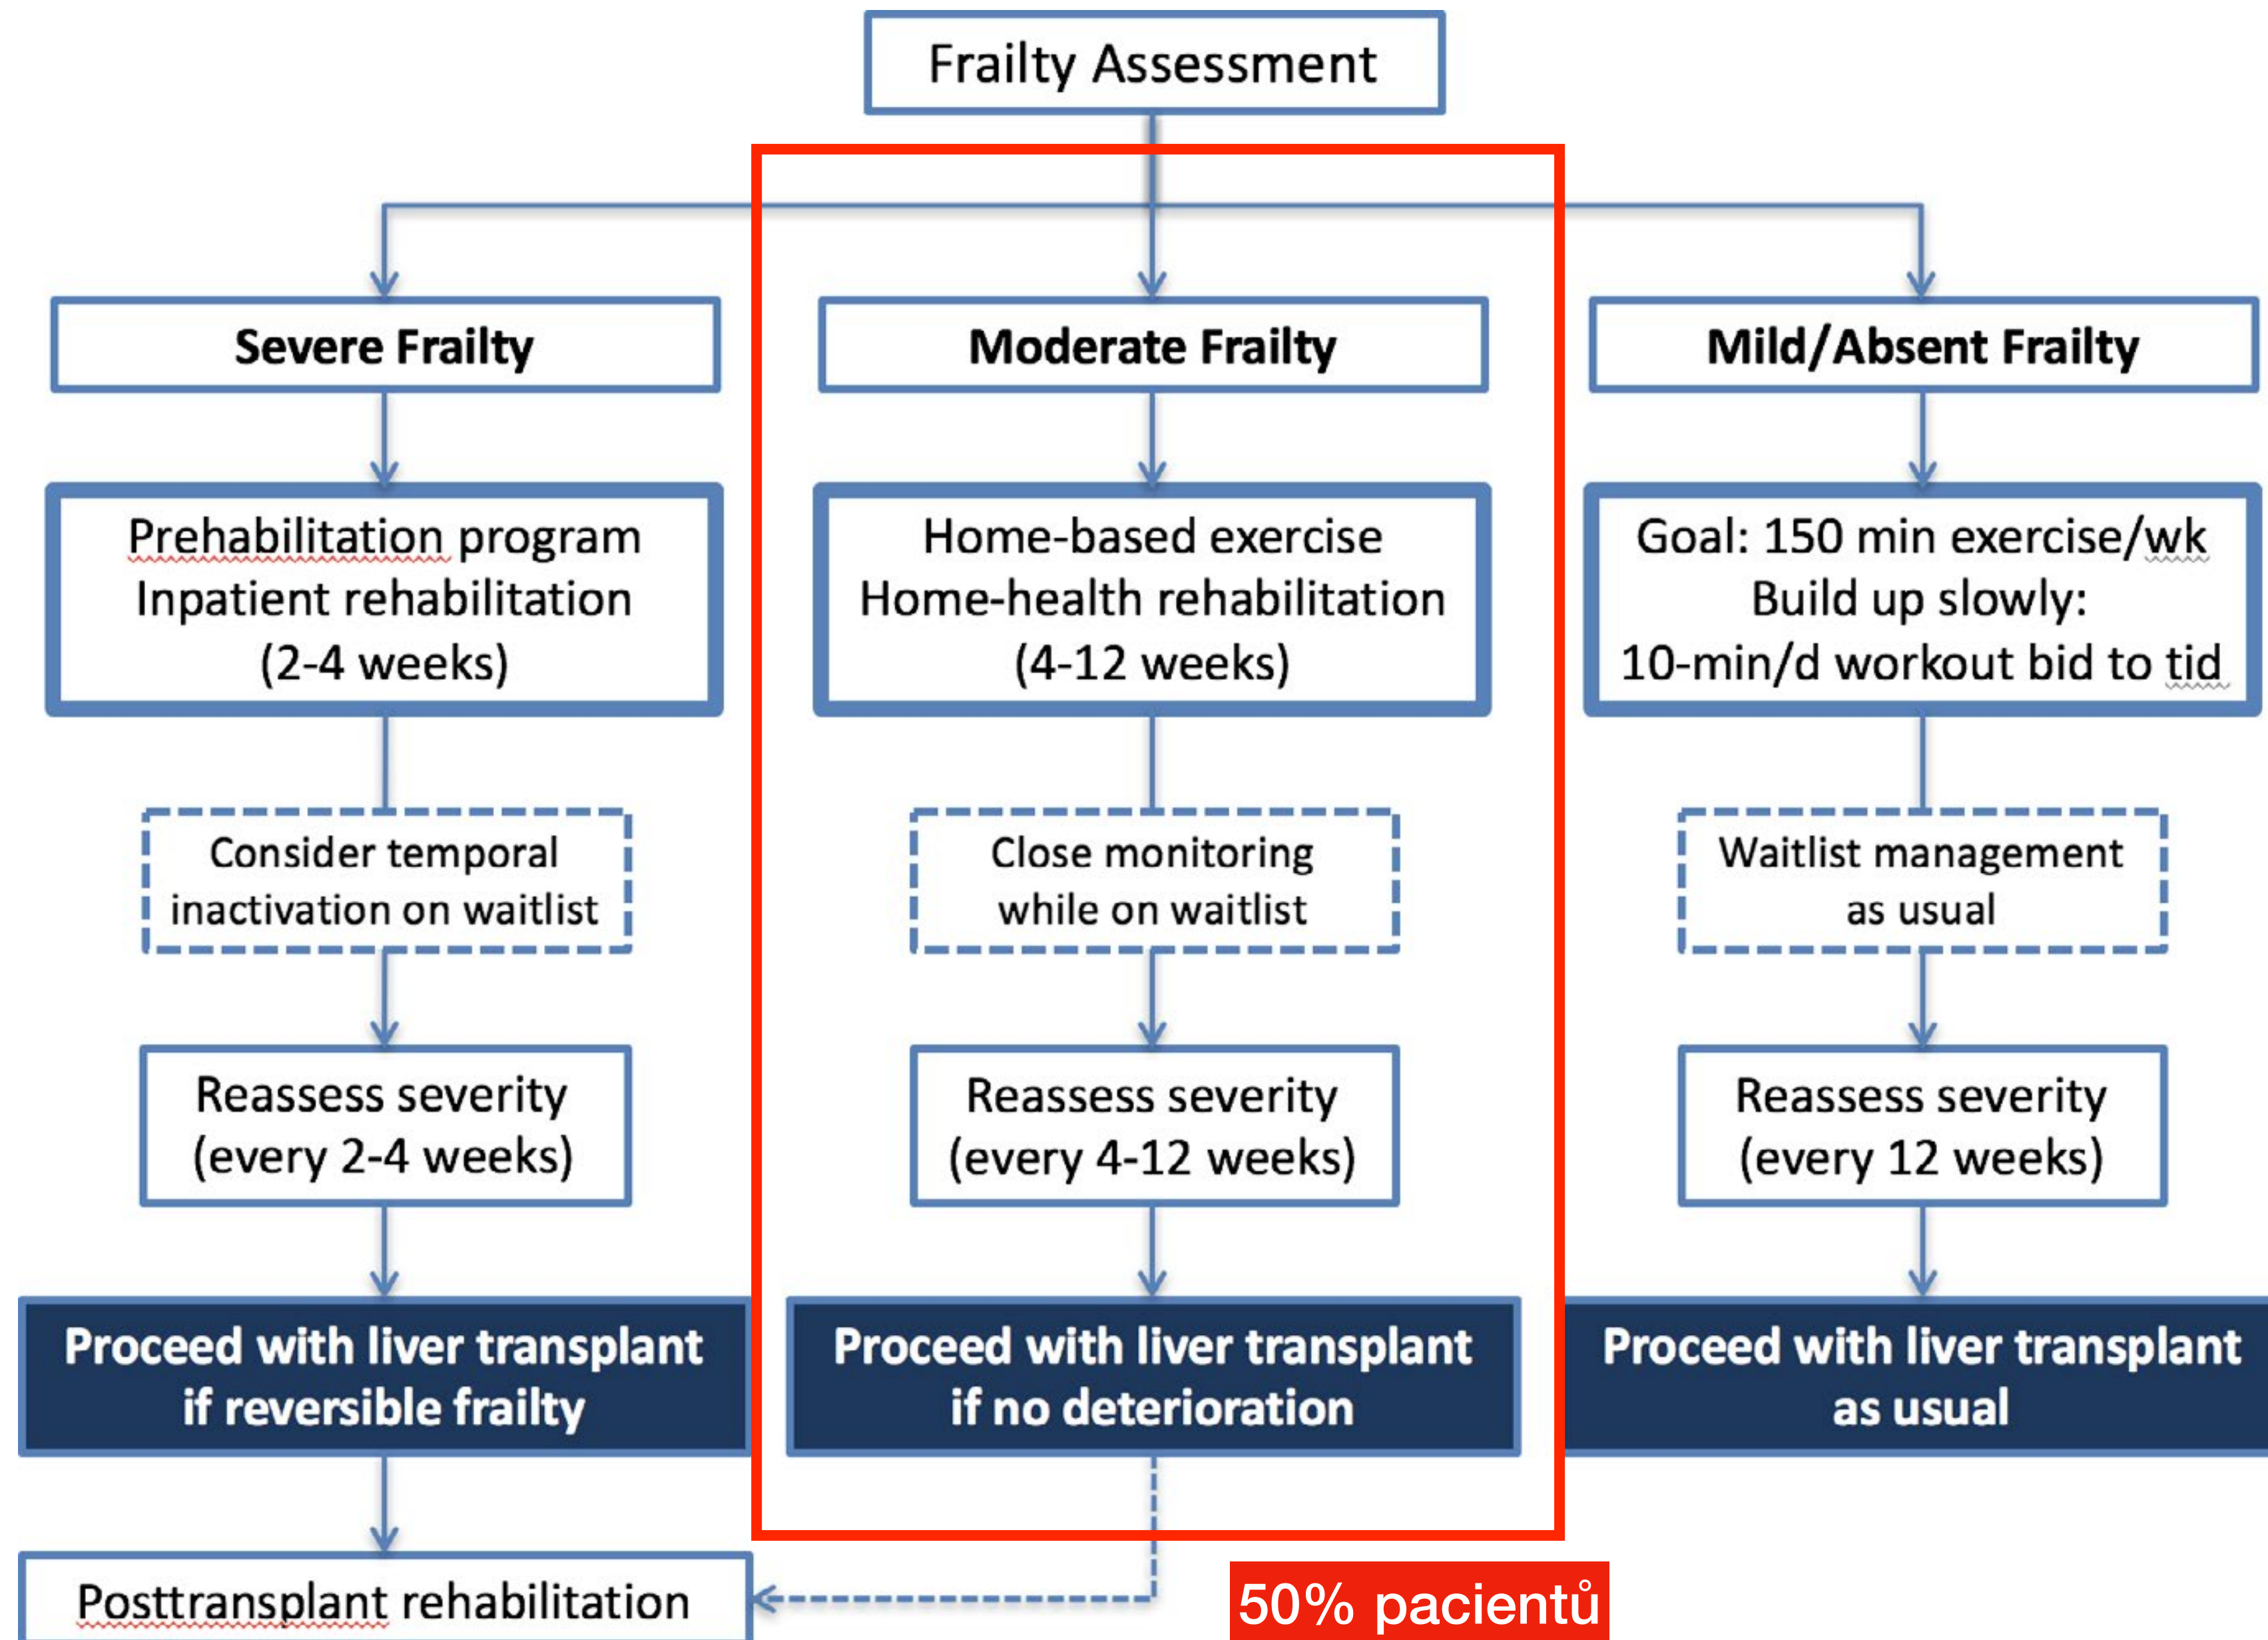 Frailty Assessment
Severe Frailty
Moderate Frailty
Mild/Absent Frailty
Prehabilitation program
Inpatient rehabilitation
(2-4 weeks)
Home-based exercise
Home-health rehabilitation
(4-12 weeks)
Goal: 150 min exercise/wk
Build up slowly:
10-min/d workout bid to tid
Consider temporal
inactivation on waitlist
Close monitoring
while on waitlist
Waitlist management
as usual
Reassess severity
(every 2-4 weeks)
Reassess severity
(every 4-12 weeks)
Reassess severity
(every 12 weeks)
Proceed with liver transplant
if reversible frailty
Proceed with liver transplant
if no deterioration
Proceed with liver transplant
as usual
Posttransplant rehabilitation
50% pacientů